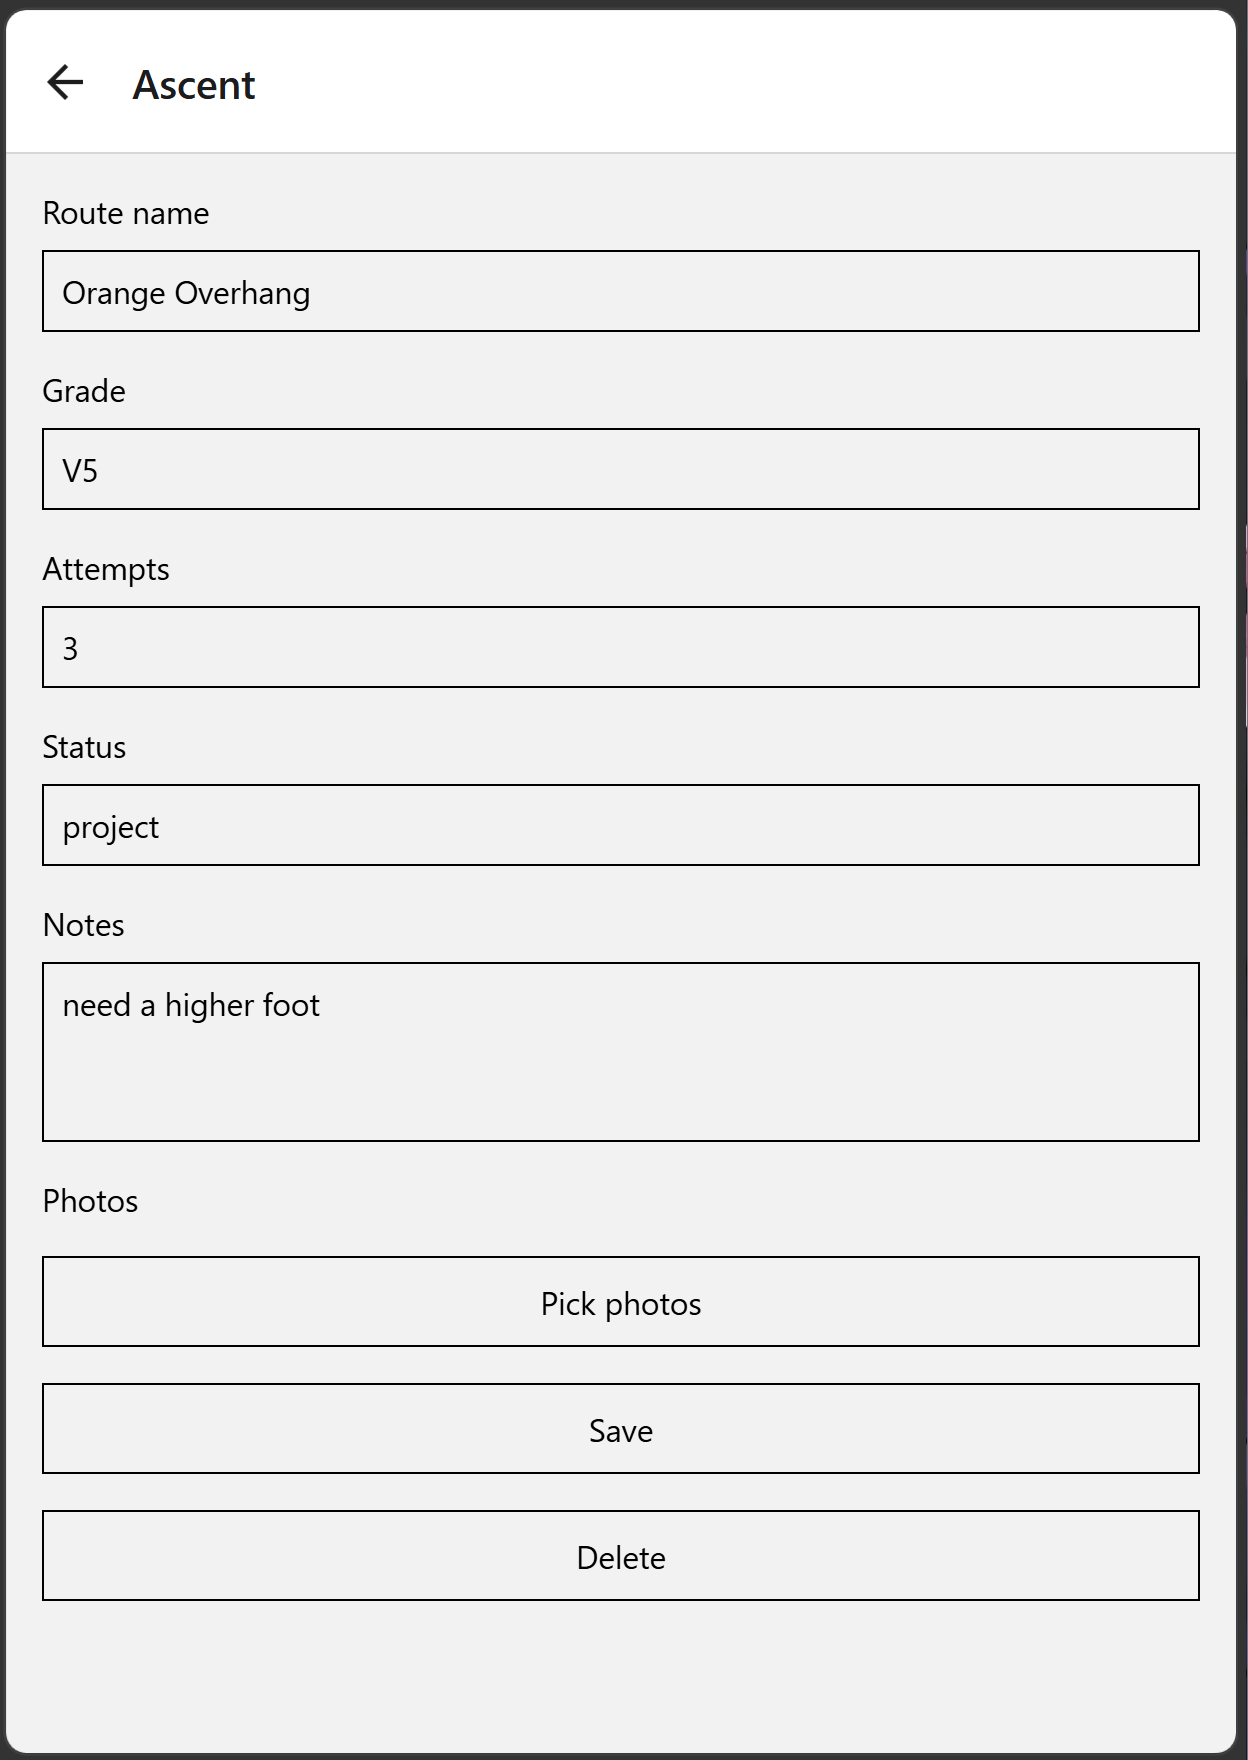 Ascent
Route name
Orange Overhang
Grade
V5
Attempts
3
Status
project
Notes
need a higher foot
Photos
Pick photos
Save
Delete